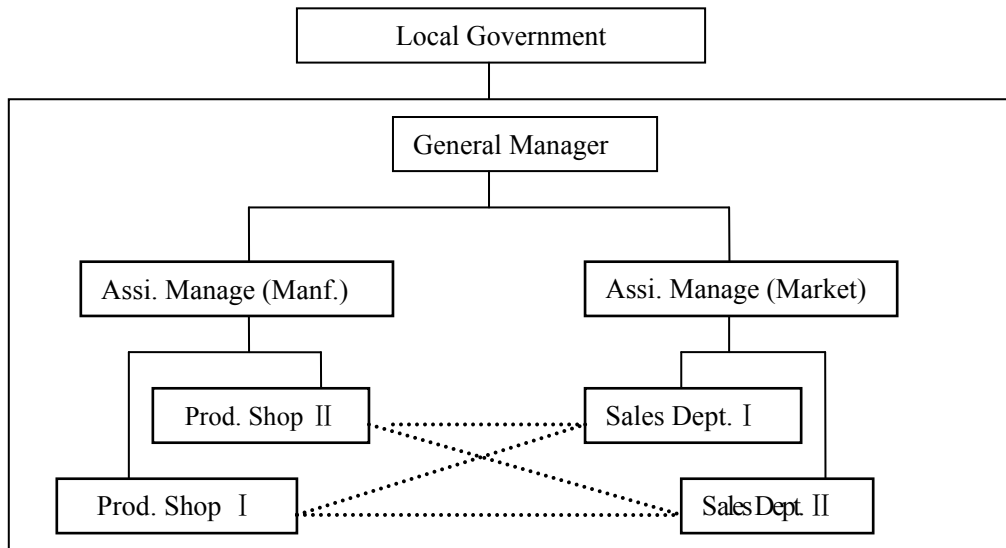 Local Government
General Manager
Assi. Manage (Manf.)
Assi. Manage (Market)
Prod. Shop Ⅱ
Sales Dept. Ⅰ
Prod. Shop Ⅰ
Sales Dept. Ⅱ